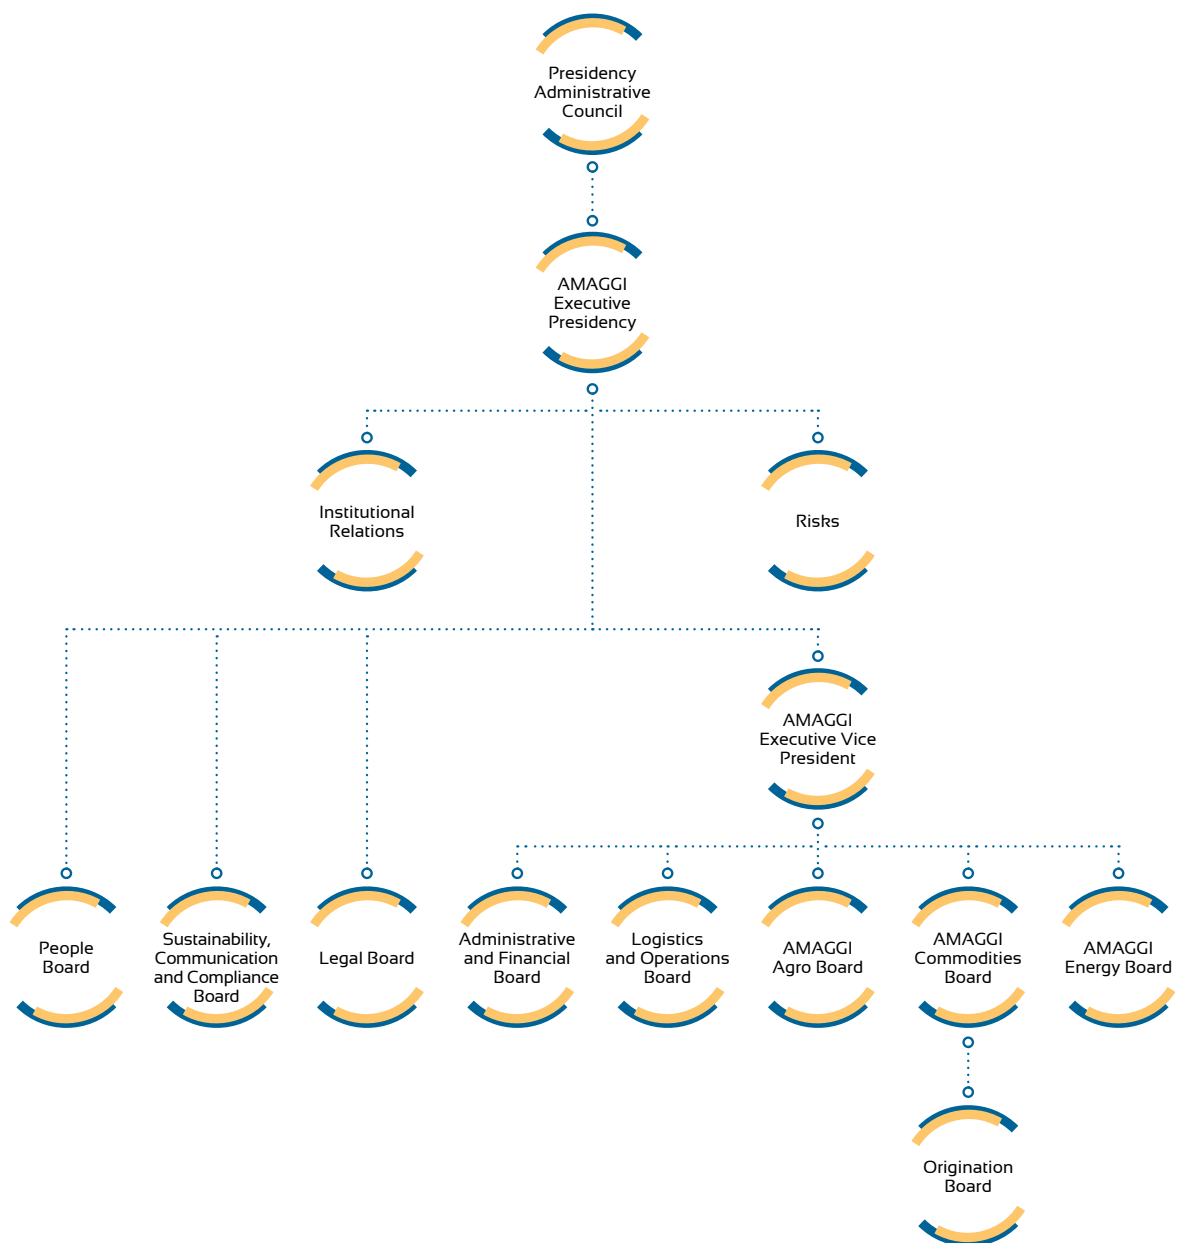 Presidency
Administrative
Council
AMAGGI
Executive
Presidency
Institutional
Relations
Risks
AMAGGI
Executive Vice
President
People
Board
Sustainability,
Communication
and Compliance
Board
Legal Board
Administrative
and Financial
Board
Logistics
and Operations
Board
AMAGGI
Agro Board
AMAGGI
Commodities
Board
AMAGGI
Energy Board
Origination
Board